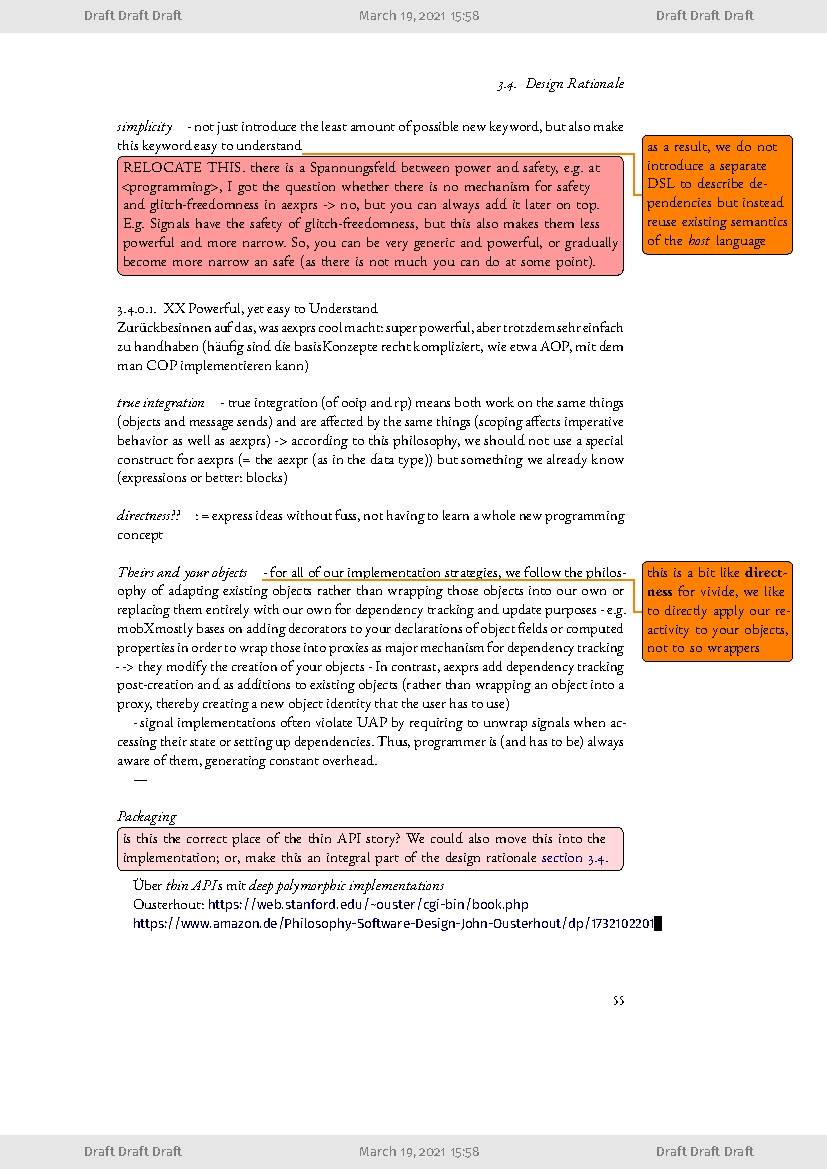 Draft Draft Draft March 19, 2021 15:58 Draft Draft Draft
3.4. Design Rationale
simplicity - not just introduce the least amount of possible new keyword, but also make
this keyword easy to understand
as a result, we do not
introduce a separate
DSL to describe de-
pendencies but instead
reuse existing semantics
of the host language
RELOCATE THIS. there is a Spannungsfeld between power and safety, e.g. at
<programming>, I got the question whether there is no mechanism for safety
and glitch-freedomness in aexprs -> no, but you can always add it later on top.
E.g. Signals have the safety of glitch-freedomness, but this also makes them less
powerful and more narrow. So, you can be very generic and powerful, or gradually
become more narrow an safe (as there is not much you can do at some point).
3.4.0.1. XX Powerful, yet easy to Understand
Zurückbesinnen auf das, was aexprs cool macht: super powerful, aber trotzdem sehr einfach
zu handhaben (häufig sind die basisKonzepte recht kompliziert, wie etwa AOP, mit dem
man COP implementieren kann)
true integration - true integration (of ooip and rp) means both work on the same things
(objects and message sends) and are affected by the same things (scoping affects imperative
behavior as well as aexprs) -> according to this philosophy, we should not use a special
construct for aexprs (= the aexpr (as in the data type)) but something we already know
(expressions or better: blocks)
directness?? : = express ideas without fuss, not having to learn a whole new programming
concept
Theirs and your objects - for all of our implementation strategies, we follow the philos-
ophy of adapting existing objects rather than wrapping those objects into our own or
replacing them entirely with our own for dependency tracking and update purposes - e.g.
mobX mostly bases on adding decorators to your declarations of object fields or computed
properties in order to wrap those into proxies as major mechanism for dependency tracking
- -> they modify the creation of your objects - In contrast, aexprs add dependency tracking
post-creation and as additions to existing objects (rather than wrapping an object into a
proxy, thereby creating a new object identity that the user has to use)
this is a bit like direct-
ness for vivide, we like
to directly apply our re-
activity to your objects,
not to so wrappers
- signal implementations often violate UAP by requiring to unwrap signals when ac-
cessing their state or setting up dependencies. Thus, programmer is (and has to be) always
aware of them, generating constant overhead.
—
Packaging
is this the correct place of the thin API story? We could also move this into the
implementation; or, make this an integral part of the design rationale section 3.4.
Über thin APIs mit deep polymorphic implementations
Ousterhout: https://web.stanford.edu/~ouster/cgi-bin/book.php
https://www.amazon.de/Philosophy-Software-Design-John-Ousterhout/dp/1732102201
55
Draft Draft Draft March 19, 2021 15:58 Draft Draft Draft